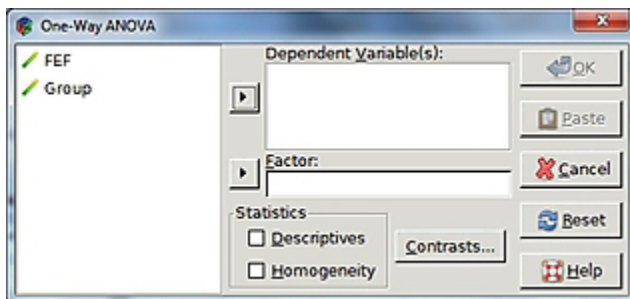 One-Way ANOVA
FEF
Group
Dependent Variable(s):
Factor:
Statistics
Descriptives
Homogeneity
Contrasts...
OK
Paste
Cancel
Reset
Help